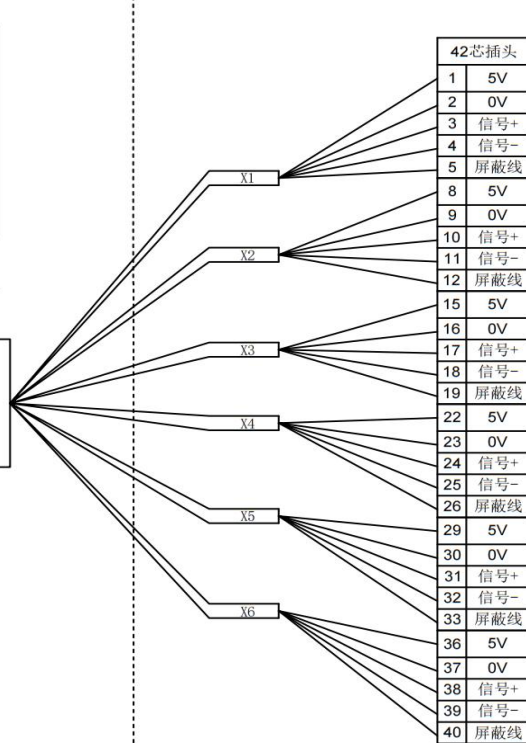 42芯插头
1 5V
2 0V
3 信号+
4 信号-
5 屏蔽线
X1
8 5V
9 0V
10 信号+
11 信号-
12 屏蔽线
X2
15 5V
16 0V
17 信号+
18 信号-
19 屏蔽线
X3
22 5V
23 0V
24 信号+
25 信号-
26 屏蔽线
X4
29 5V
30 0V
31 信号+
32 信号-
33 屏蔽线
X5
36 5V
37 0V
38 信号+
39 信号-
40 屏蔽线
X6